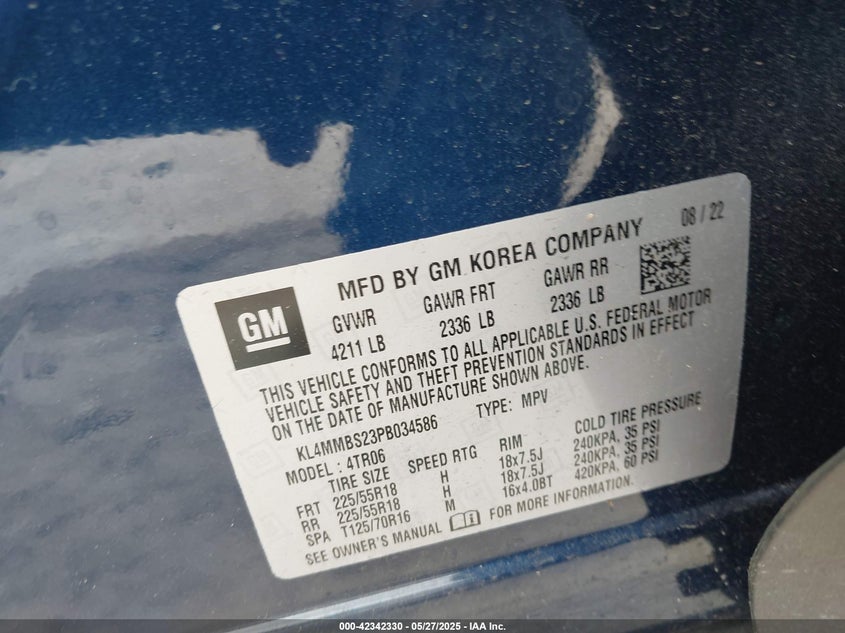 MFD BY GM KOREA COMPANY 08 / 22
GM
GVWR GAWR FRT GAWR RR
4211 LB 2336 LB 2336 LB
THIS VEHICLE CONFORMS TO ALL APPLICABLE U.S. FEDERAL MOTOR
VEHICLE SAFETY AND THEFT PREVENTION STANDARDS IN EFFECT
ON THE DATE OF MANUFACTURE SHOWN ABOVE.
KL4MMBS23PB034586 TYPE: MPV
MODEL : 4TR06
TIRE SIZE SPEED RTG RIM COLD TIRE PRESSURE
FRT 225/55R18 H 18x7.5J 240KPA, 35 PSI
RR 225/55R18 H 18x7.5J 240KPA, 35 PSI
SPA T125/70R16 M 16x4.0BT 420KPA, 60 PSI
SEE OWNER'S MANUAL FOR MORE INFORMATION.
000-42342330 - 05/27/2025 - IAA Inc.